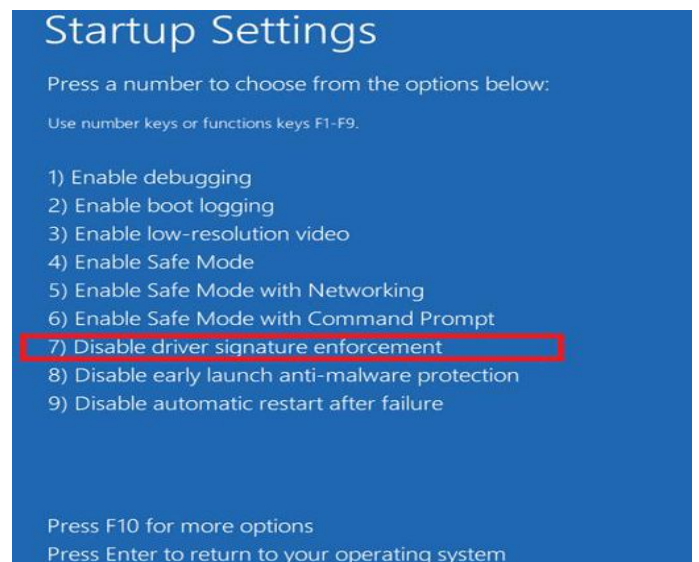 Startup Settings
Press a number to choose from the options below:
Use number keys or functions keys F1-F9.
1) Enable debugging
2) Enable boot logging
3) Enable low-resolution video
4) Enable Safe Mode
5) Enable Safe Mode with Networking
6) Enable Safe Mode with Command Prompt
7) Disable driver signature enforcement
8) Disable early launch anti-malware protection
9) Disable automatic restart after failure
Press F10 for more options
Press Enter to return to your operating system